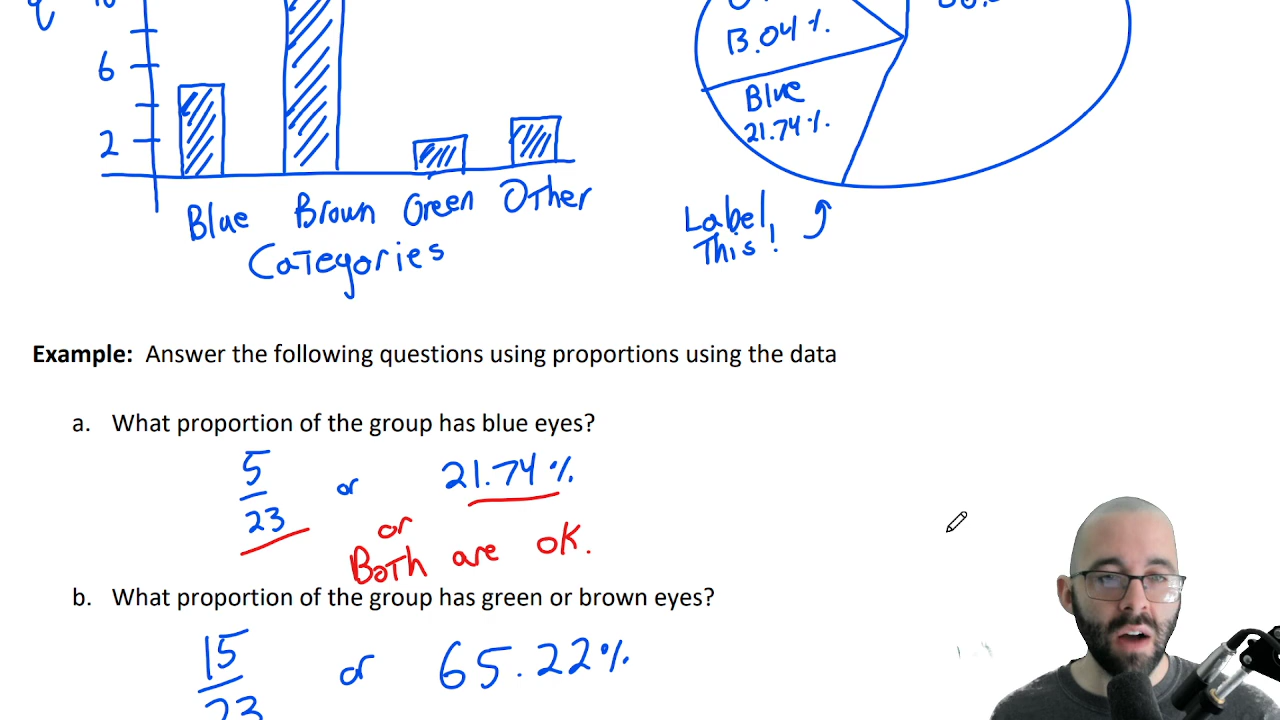 6
2
Blue Brown Green Other
Categories
13.04%
Blue
21.74%
Label
This!
Example: Answer the following questions using proportions using the data
a. What proportion of the group has blue eyes?
5/23 or 21.74%
or
Both are ok.
b. What proportion of the group has green or brown eyes?
15/23 or 65.22%